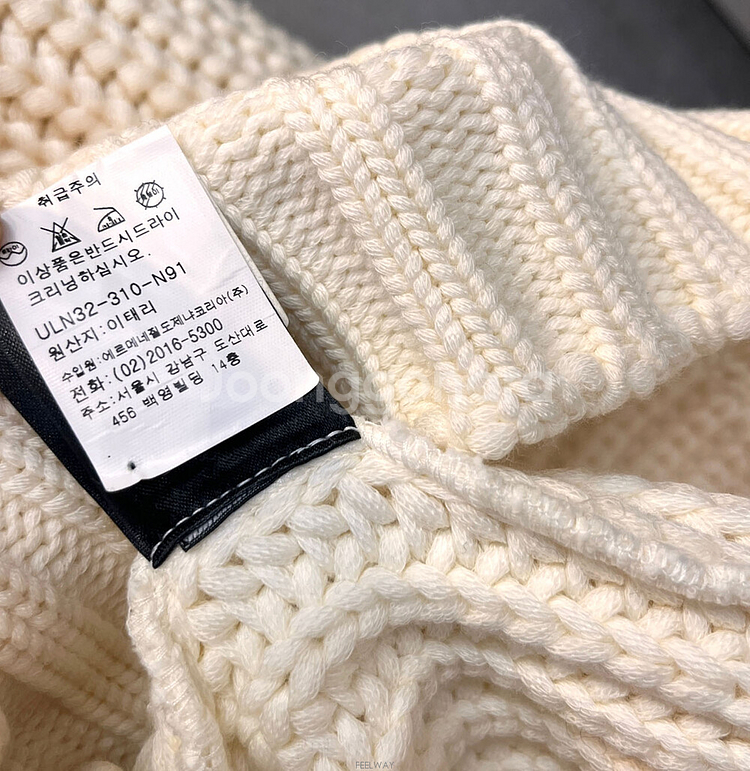 취급주의
이상품은반드시드라이
크리닝하십시오.
ULN32-310-N91
원산지:이태리
수입원:에르메네질도제냐코리아(주)
전화:(02)2016-5300
주소:서울시 강남구 도산대로
456 백영빌딩 14층
FEELWAY